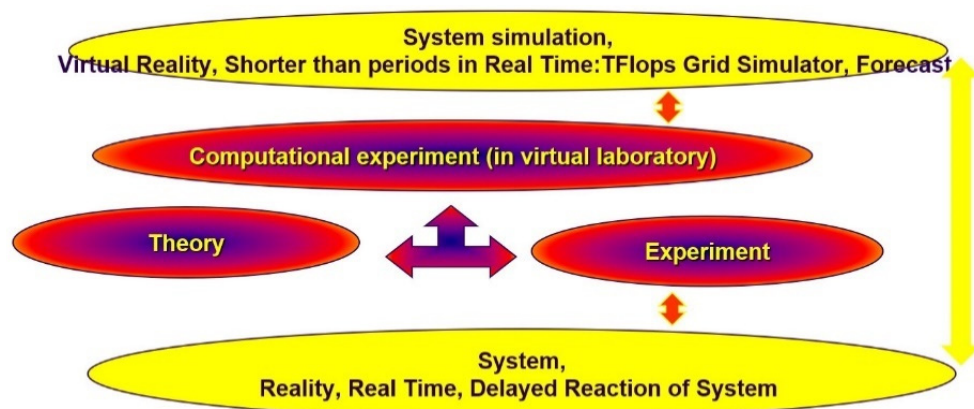 System simulation,
Virtual Reality, Shorter than periods in Real Time:TFlops Grid Simulator, Forecast
Computational experiment (in virtual laboratory)
Theory
Experiment
System,
Reality, Real Time, Delayed Reaction of System